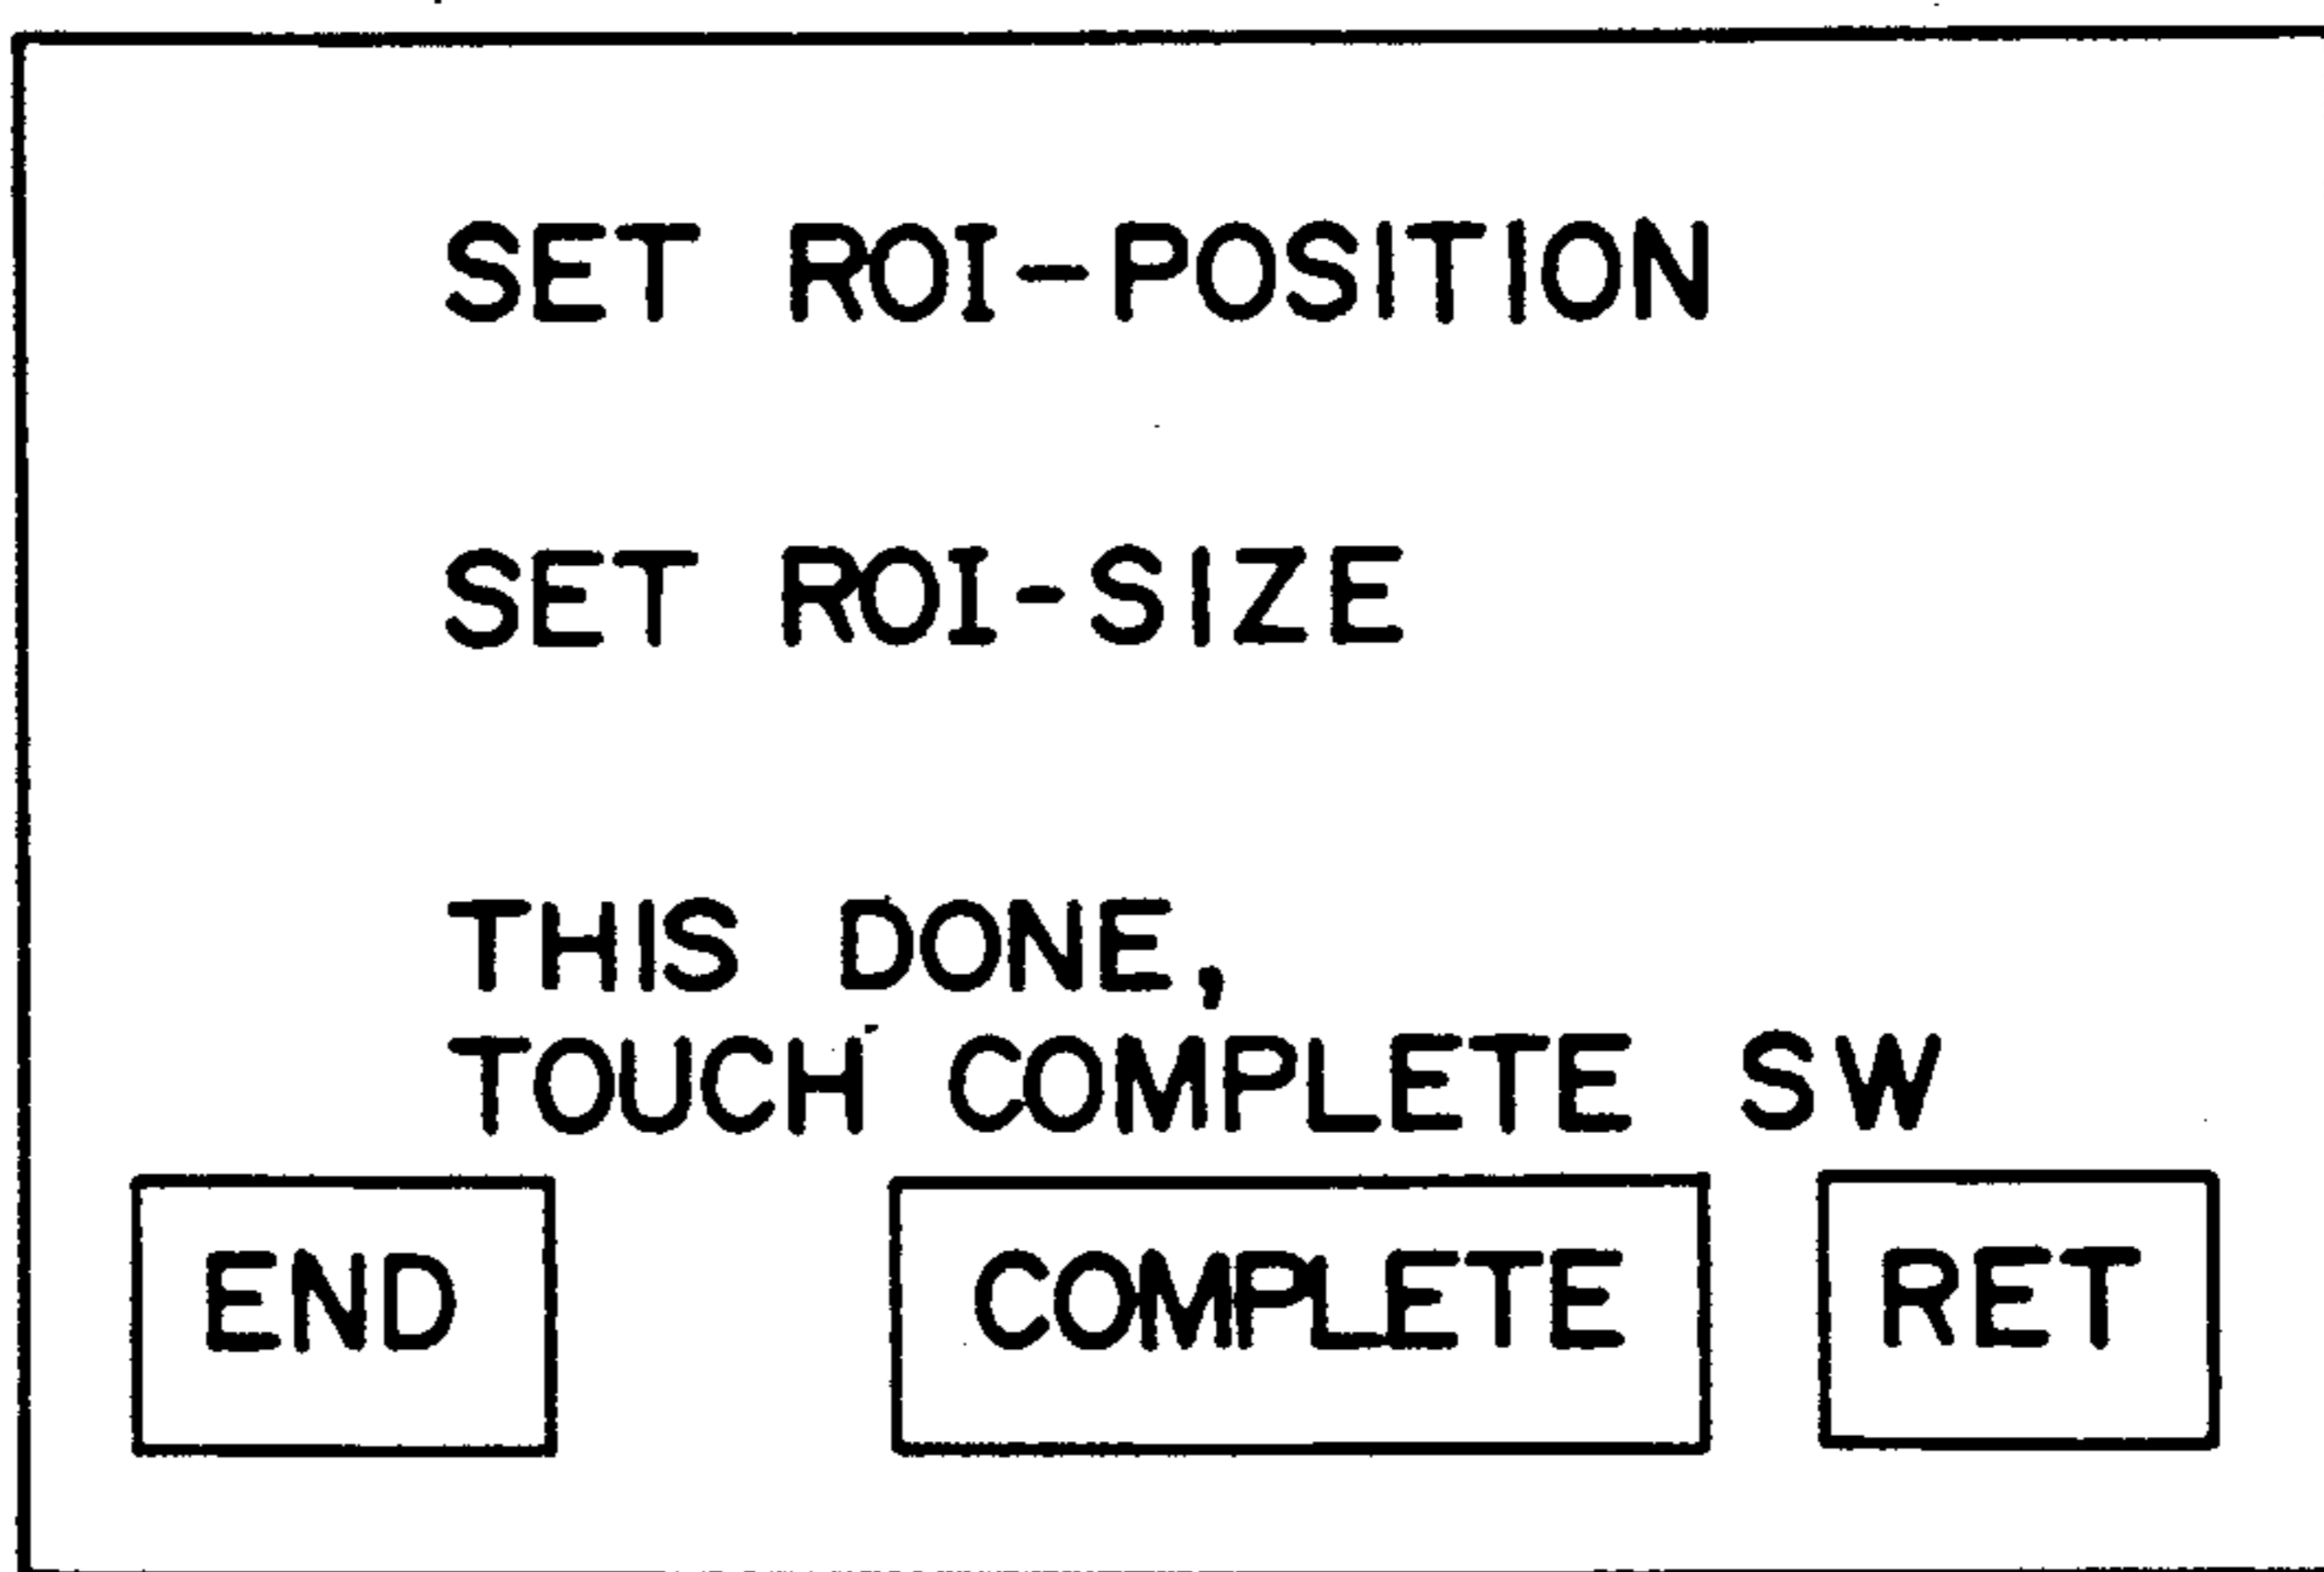 SET ROI-POSITION
SET ROI-SIZE
THIS DONE,
TOUCH COMPLETE SW
END COMPLETE RET